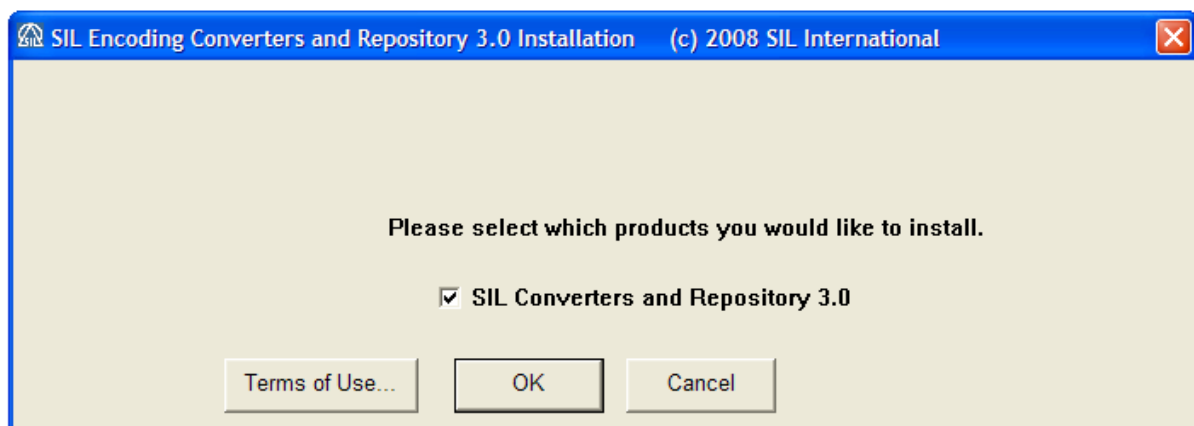 SIL Encoding Converters and Repository 3.0 Installation (c) 2008 SIL International
Please select which products you would like to install.
SIL Converters and Repository 3.0
Terms of Use... OK Cancel